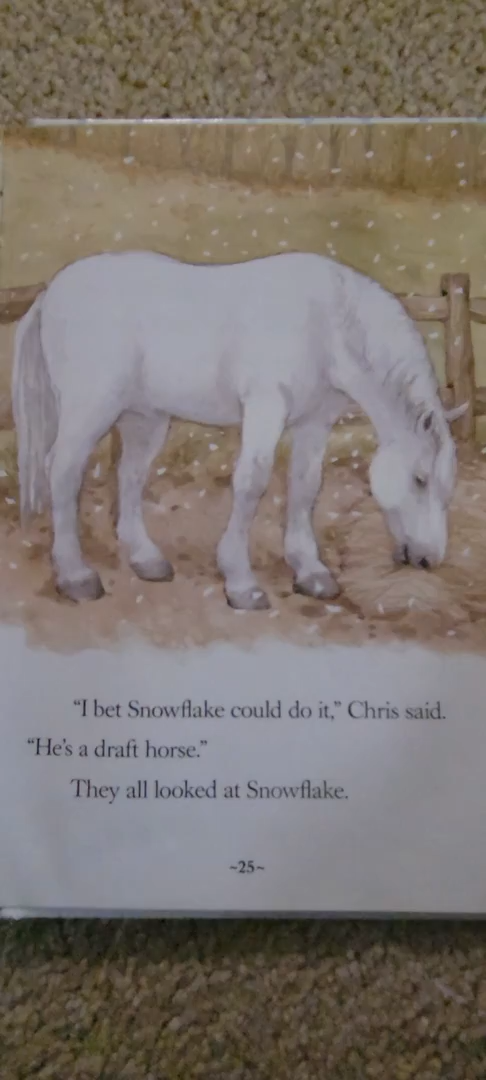 “I bet Snowflake could do it,” Chris said.
“He’s a draft horse.”
They all looked at Snowflake.
~25~